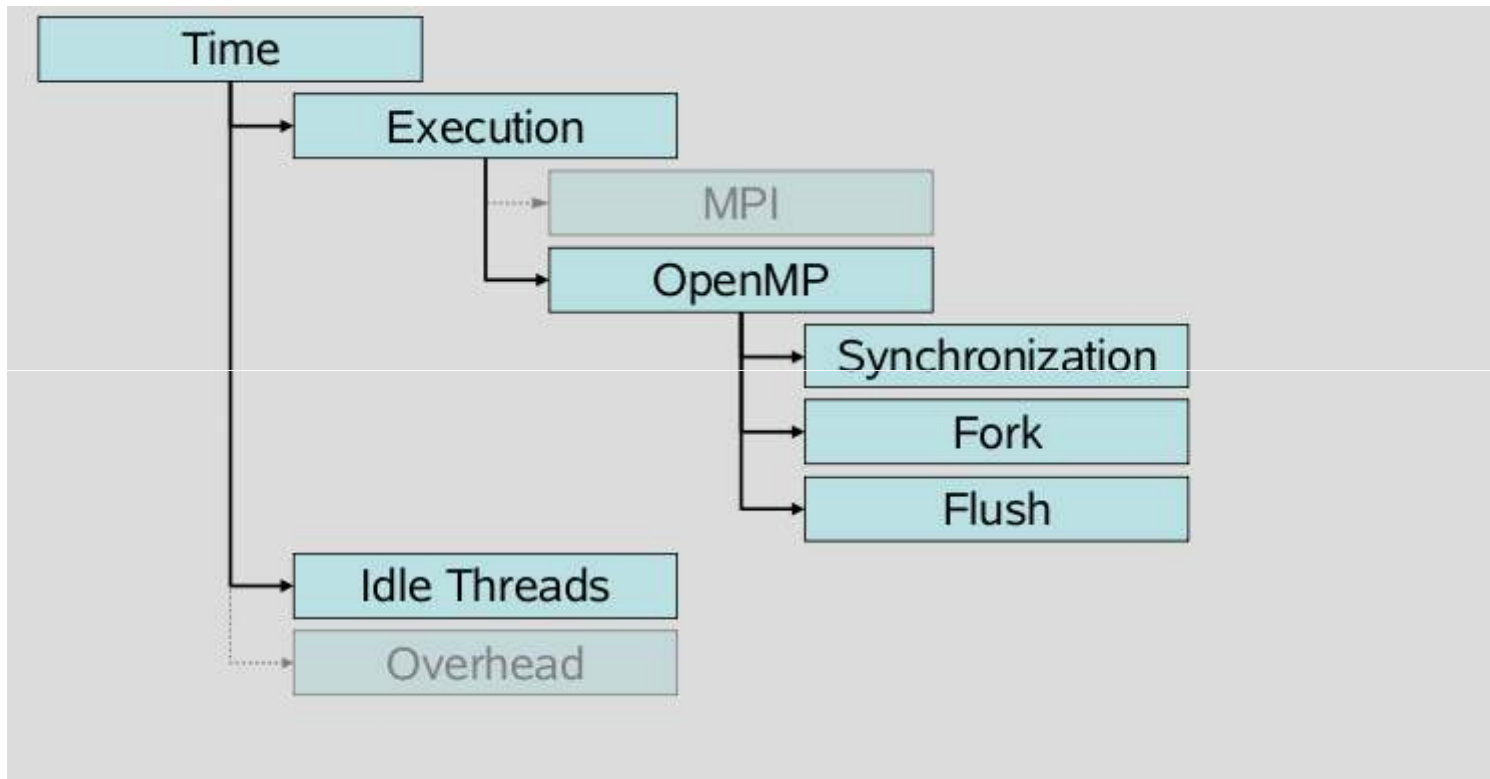 Time
Execution
MPI
OpenMP
Synchronization
Fork
Flush
Idle Threads
Overhead